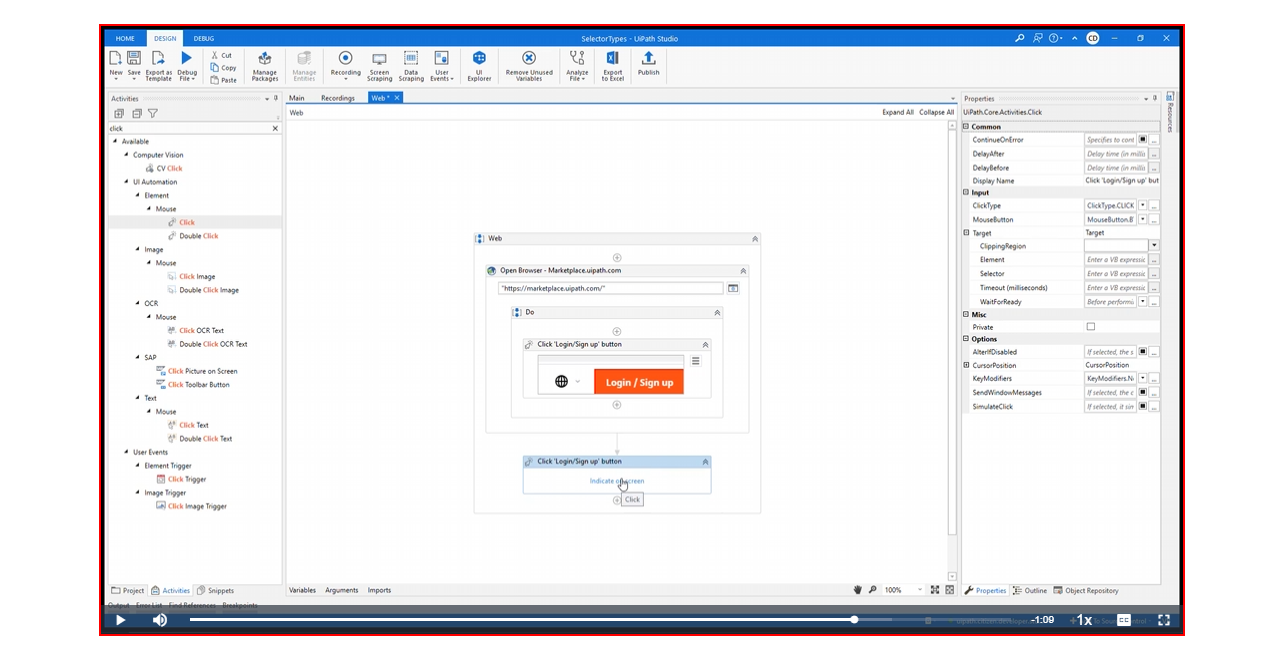 HOME DESIGN DEBUG SelectorTypes - UiPath Studio CD
Cut
Copy
Paste
New Save Export as Template Debug File Manage Packages Manage Entities Recording Screen Scraping Data Scraping User Events UI Explorer Remove Unused Variables Analyze File Export to Excel Publish
Activities
click
Available
Computer Vision
CV Click
UI Automation
Element
Mouse
Click
Double Click
Image
Mouse
Click Image
Double Click Image
OCR
Mouse
Click OCR Text
Double Click OCR Text
SAP
Click Picture on Screen
Click Toolbar Button
Text
Mouse
Click Text
Double Click Text
User Events
Element Trigger
Click Trigger
Image Trigger
Click Image Trigger
Project Activities Snippets
Output Error List Find References Breakpoints
Main Recordings Web* X
Web Expand All Collapse All
Web
Open Browser - Marketplace.uipath.com
"https://marketplace.uipath.com/"
Do
Click 'Login/Sign up' button
Login / Sign up
Click 'Login/Sign up' button
Indicate on screen
Click
Variables Arguments Imports 100%
Properties
Resources
UiPath.Core.Activities.Click
Common
ContinueOnError Specifies to cont ...
DelayAfter Delay time (in milli ...
DelayBefore Delay time (in milli ...
Display Name Click 'Login/Sign up' but
Input
ClickType ClickType.CLICK ...
MouseButton MouseButton.B ...
Target Target
ClippingRegion
Element Enter a VB expressic ...
Selector Enter a VB expressic ...
Timeout (milliseconds) Enter a VB expressic ...
WaitForReady Before performi ...
Misc
Private
Options
AlterIfDisabled If selected, the s ...
CursorPosition CursorPosition
KeyModifiers KeyModifiers.N ...
SendWindowMessages If selected, the c ...
SimulateClick If selected, it sim ...
Properties Outline Object Repository
-1:09 1x CC